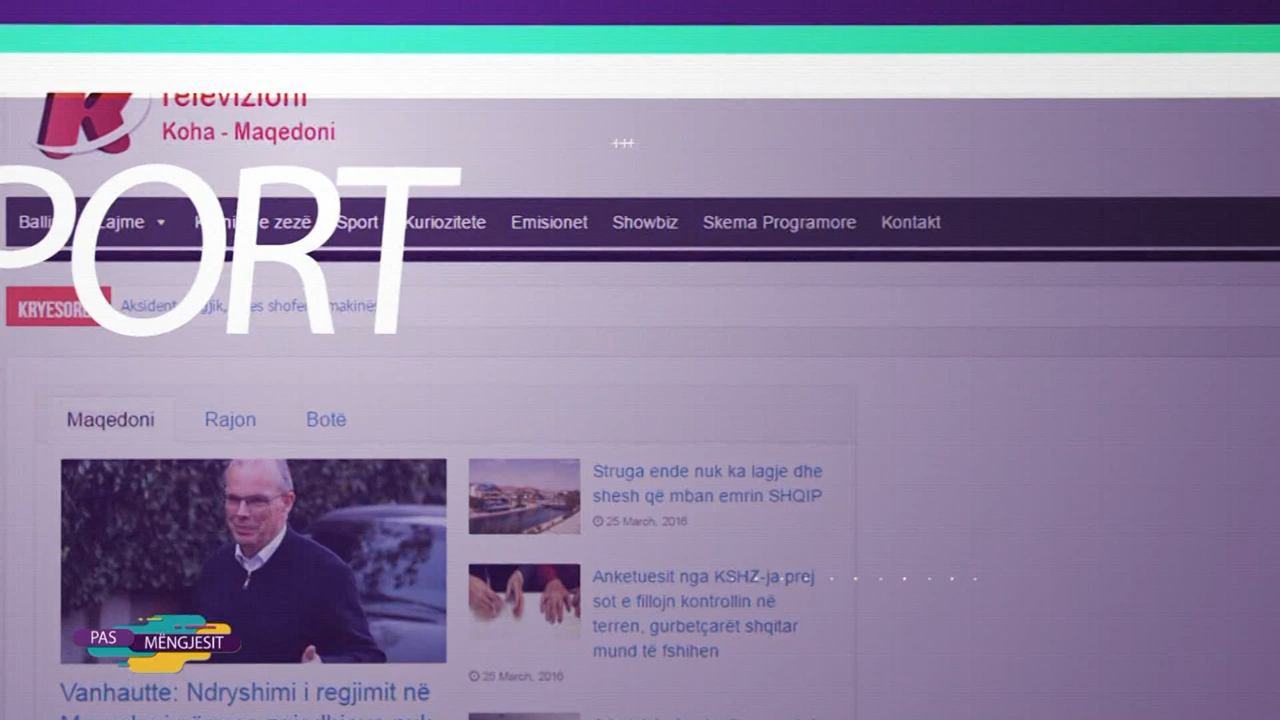 Televizioni
Koha - Maqedoni
PORT
Zajme
zezë Sport Kuriozitete Emisionet Showbiz Skema Programore Kontakt
Maqedoni Rajon Botë
Struga ende nuk ka lagje dhe
shesh që mban emrin SHQIP
25 March, 2016
Anketuesit nga KSHZ-ja prej
sot e fillojn kontrollin në
terren, gurbetçarët shqitar
mund të fshihen
25 March, 2016
Vanhautte: Ndryshimi i regjimit në
PAS
MËNGJESIT